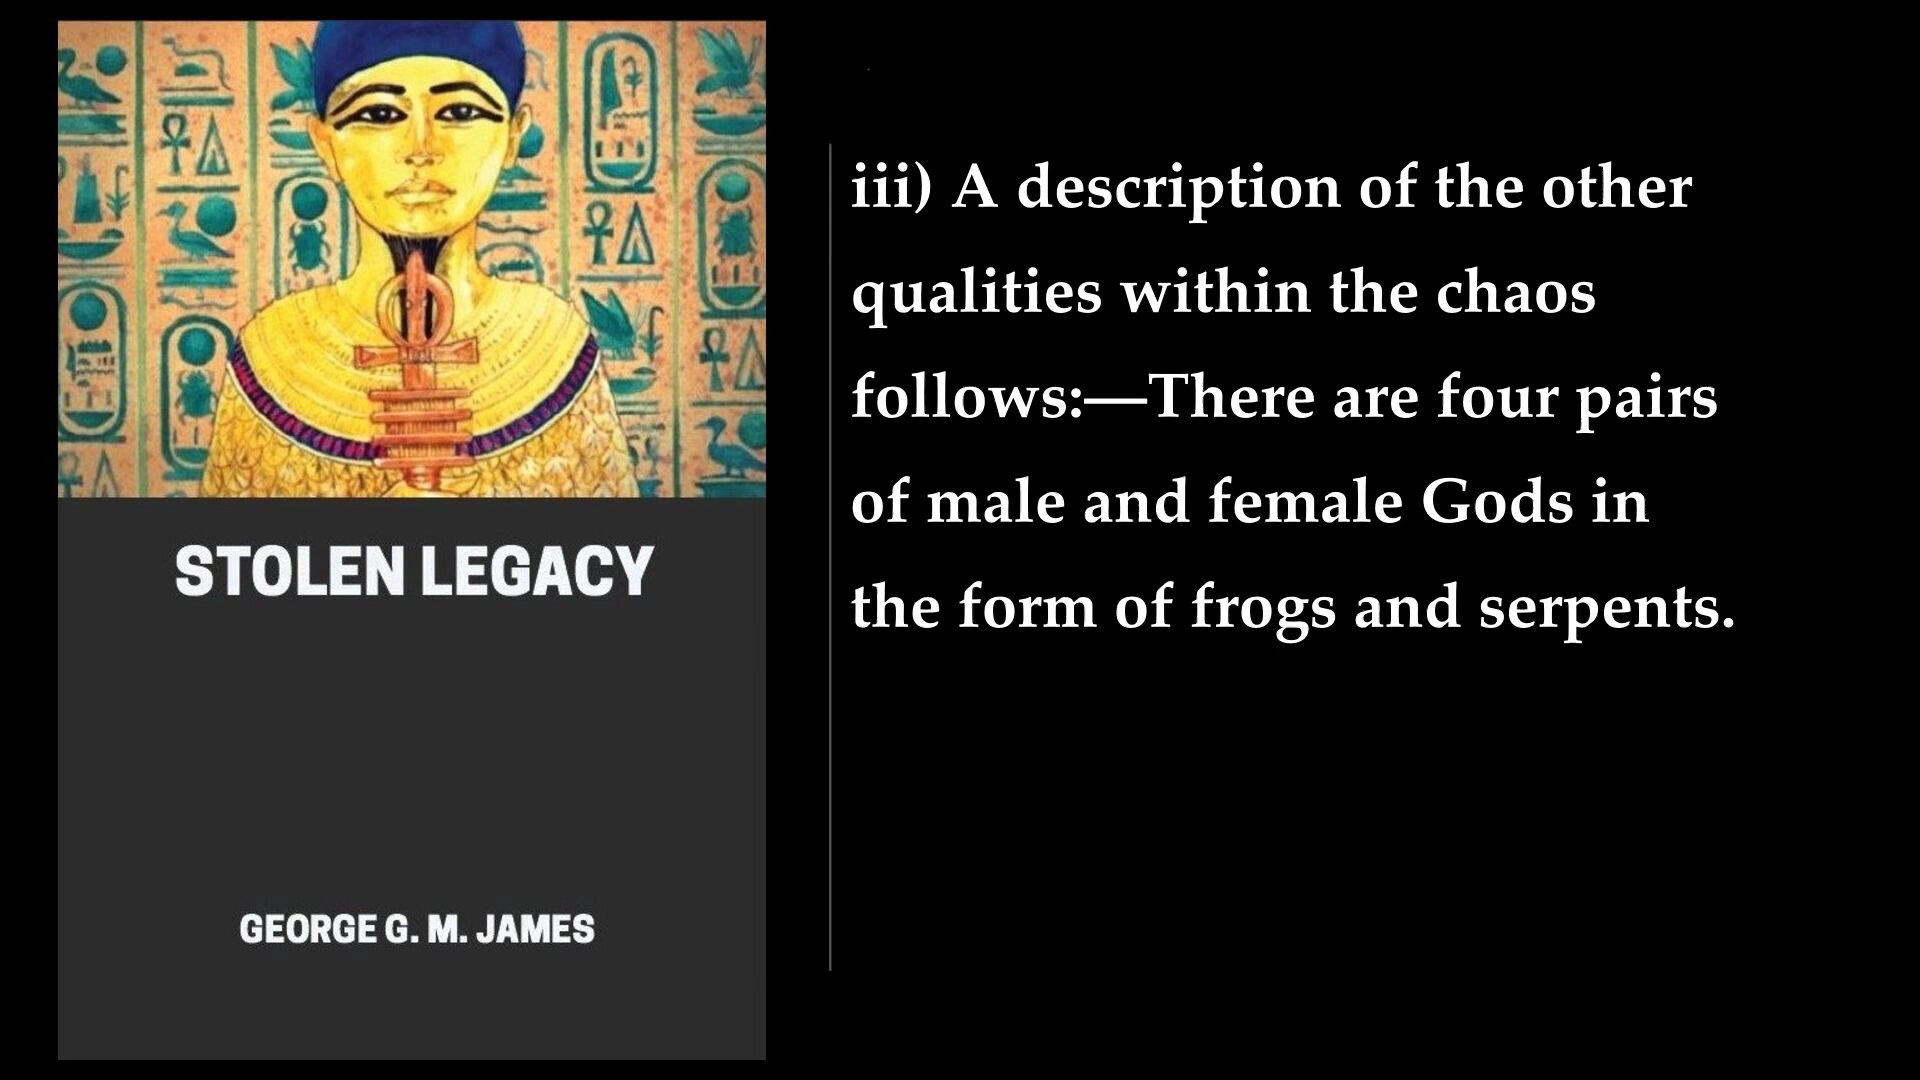 STOLEN LEGACY
GEORGE G. M. JAMES
iii) A description of the other
qualities within the chaos
follows:—There are four pairs
of male and female Gods in
the form of frogs and serpents.